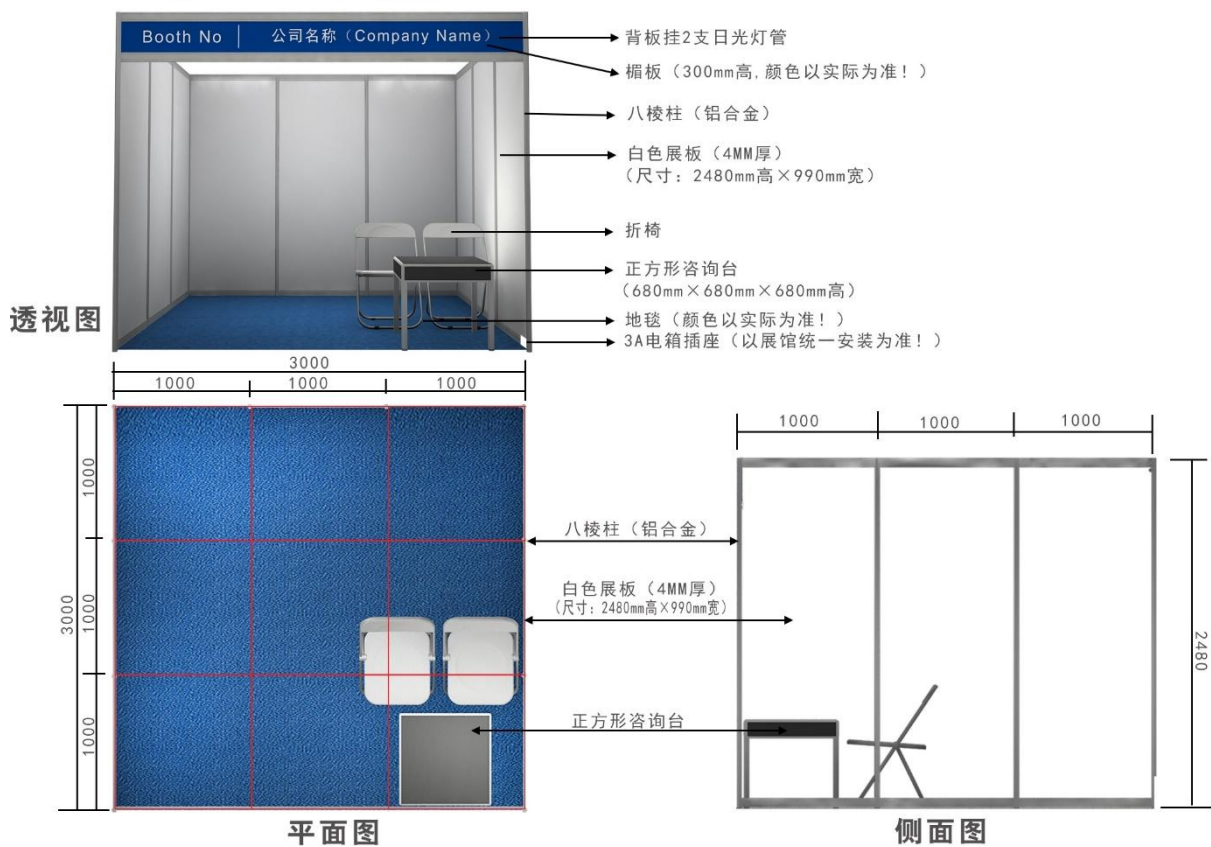 Booth No
公司名称（Company Name）
背板挂2支日光灯管
楣板（300mm高,颜色以实际为准！）
八棱柱（铝合金）
白色展板（4MM厚）
（尺寸：2480mm高×990mm宽）
折椅
正方形咨询台
（680mm×680mm×680mm高）
地毯（颜色以实际为准！）
3A电箱插座（以展馆统一安装为准！）
透视图
3000
1000
1000
1000
3000
1000
1000
1000
平面图
八棱柱（铝合金）
白色展板（4MM厚）
（尺寸：2480mm高×990mm宽）
正方形咨询台
1000
1000
1000
2480
侧面图